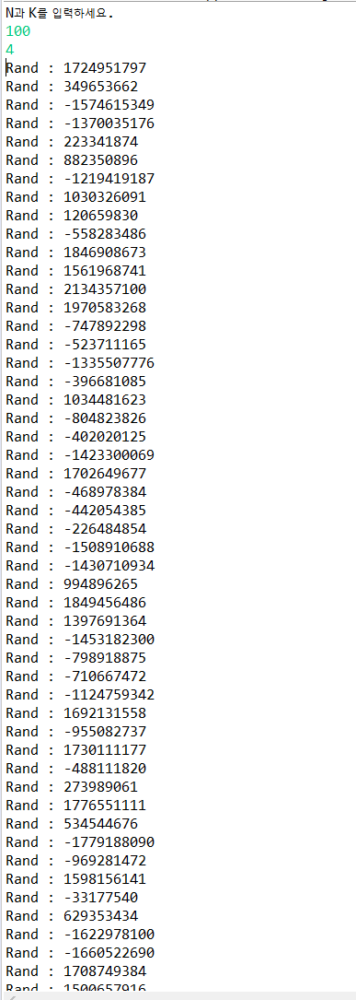 N과 K를 입력하세요.
100
4
Rand : 1724951797
Rand : 349653662
Rand : -1574615349
Rand : -1370035176
Rand : 223341874
Rand : 882350896
Rand : -1219419187
Rand : 1030326091
Rand : 120659830
Rand : -558283486
Rand : 1846908673
Rand : 1561968741
Rand : 2134357100
Rand : 1970583268
Rand : -747892298
Rand : -523711165
Rand : -1335507776
Rand : -396681085
Rand : 1034481623
Rand : -804823826
Rand : -402020125
Rand : -1423300069
Rand : 1702649677
Rand : -468978384
Rand : -442054385
Rand : -226484854
Rand : -1508910688
Rand : -1430710934
Rand : 994896265
Rand : 1849456486
Rand : 1397691364
Rand : -1453182300
Rand : -798918875
Rand : -710667472
Rand : -1124759342
Rand : 1692131558
Rand : -955082737
Rand : 1730111177
Rand : -488111820
Rand : 273989061
Rand : 1776551111
Rand : 534544676
Rand : -1779188090
Rand : -969281472
Rand : 1598156141
Rand : -33177540
Rand : 629353434
Rand : -1622978100
Rand : -1660522690
Rand : 1708749384
Rand : 1500657916